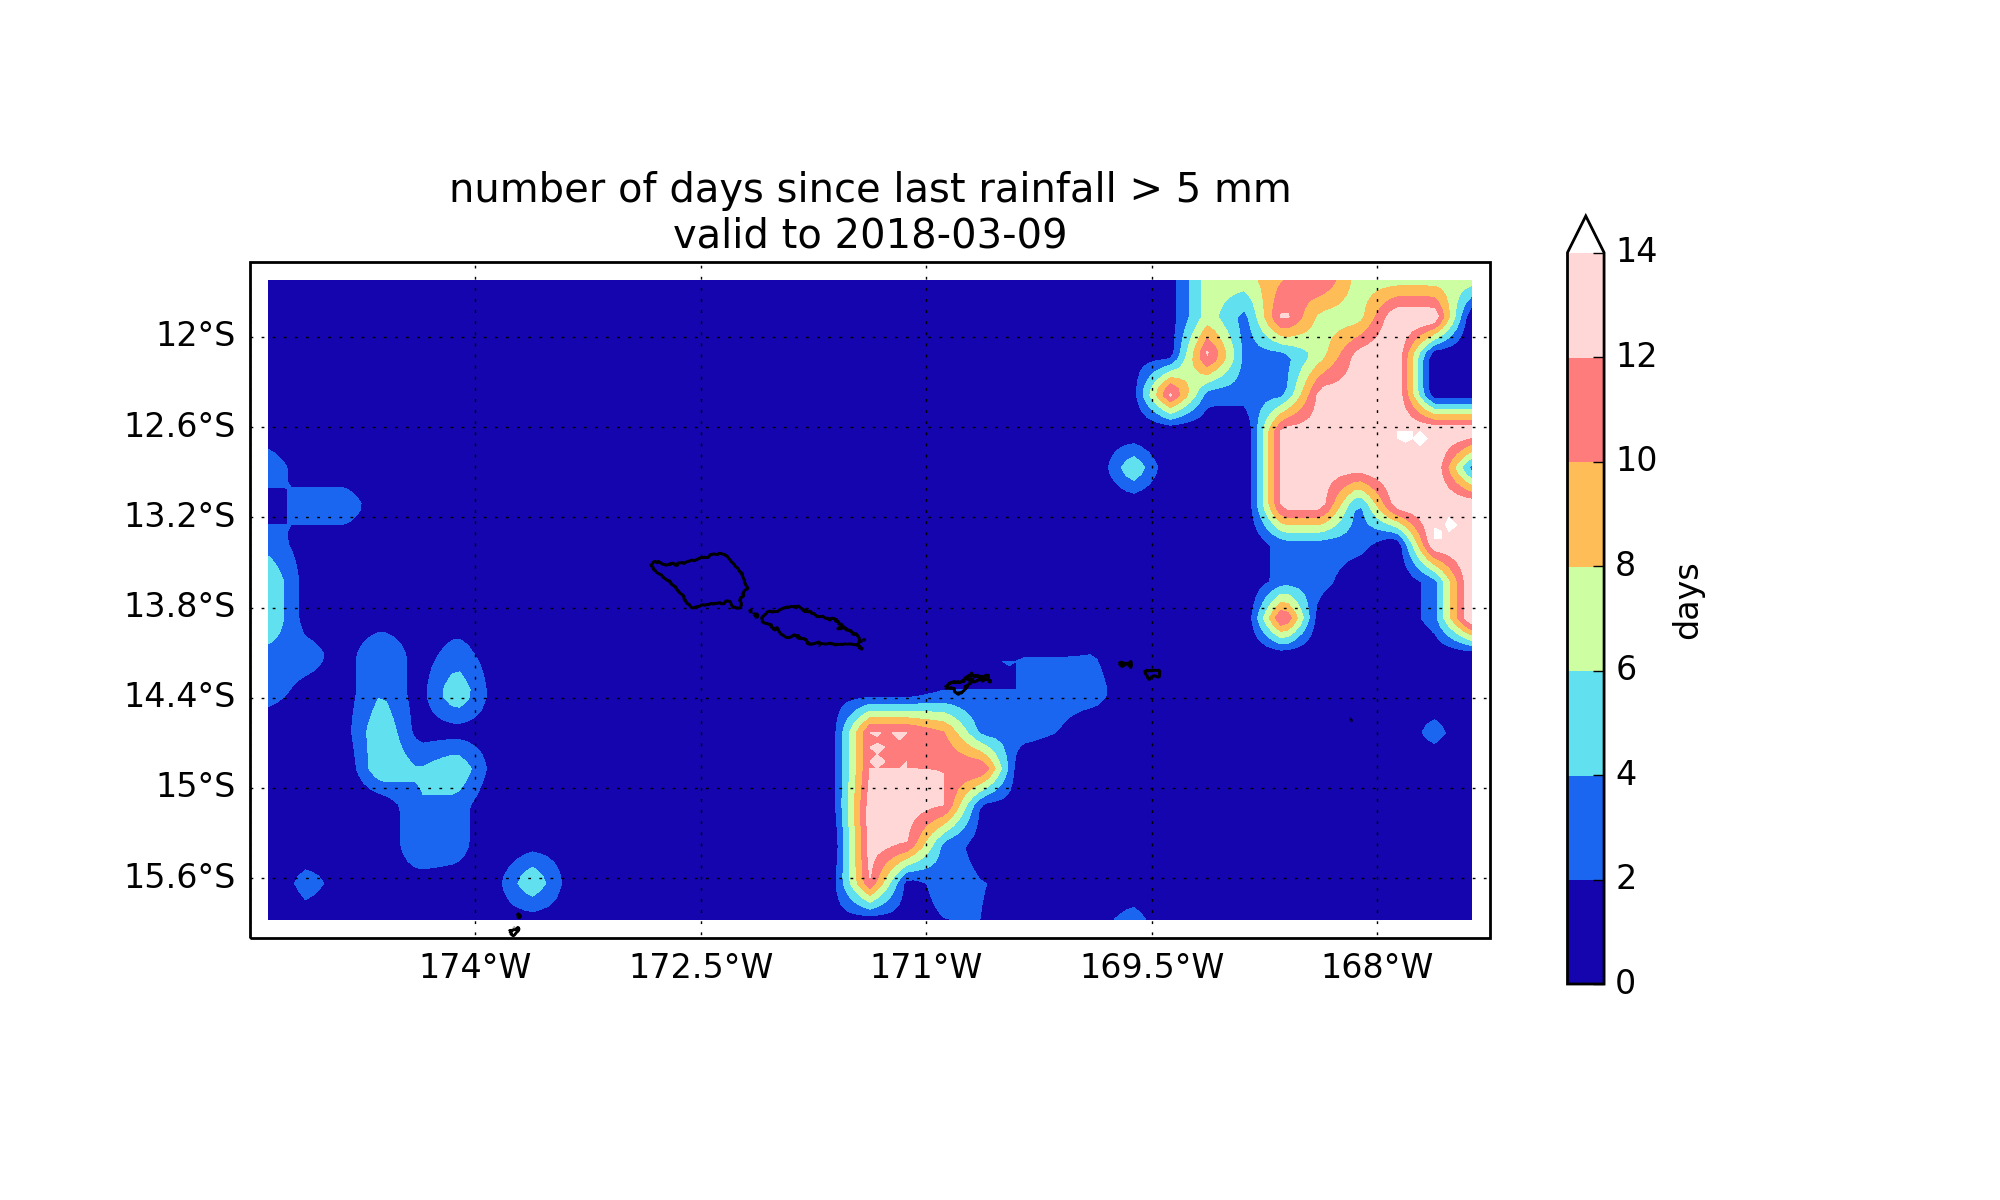 number of days since last rainfall > 5 mm
valid to 2018-03-09
12°S
12.6°S
13.2°S
13.8°S
14.4°S
15°S
15.6°S
174°W
172.5°W
171°W
169.5°W
168°W
14
12
10
8
6
4
2
0
days